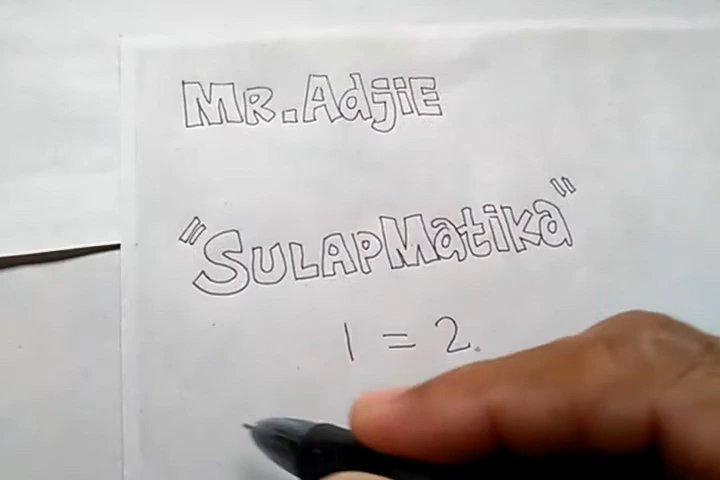 Mr. Adjie
"SulapMatika"
1 = 2.